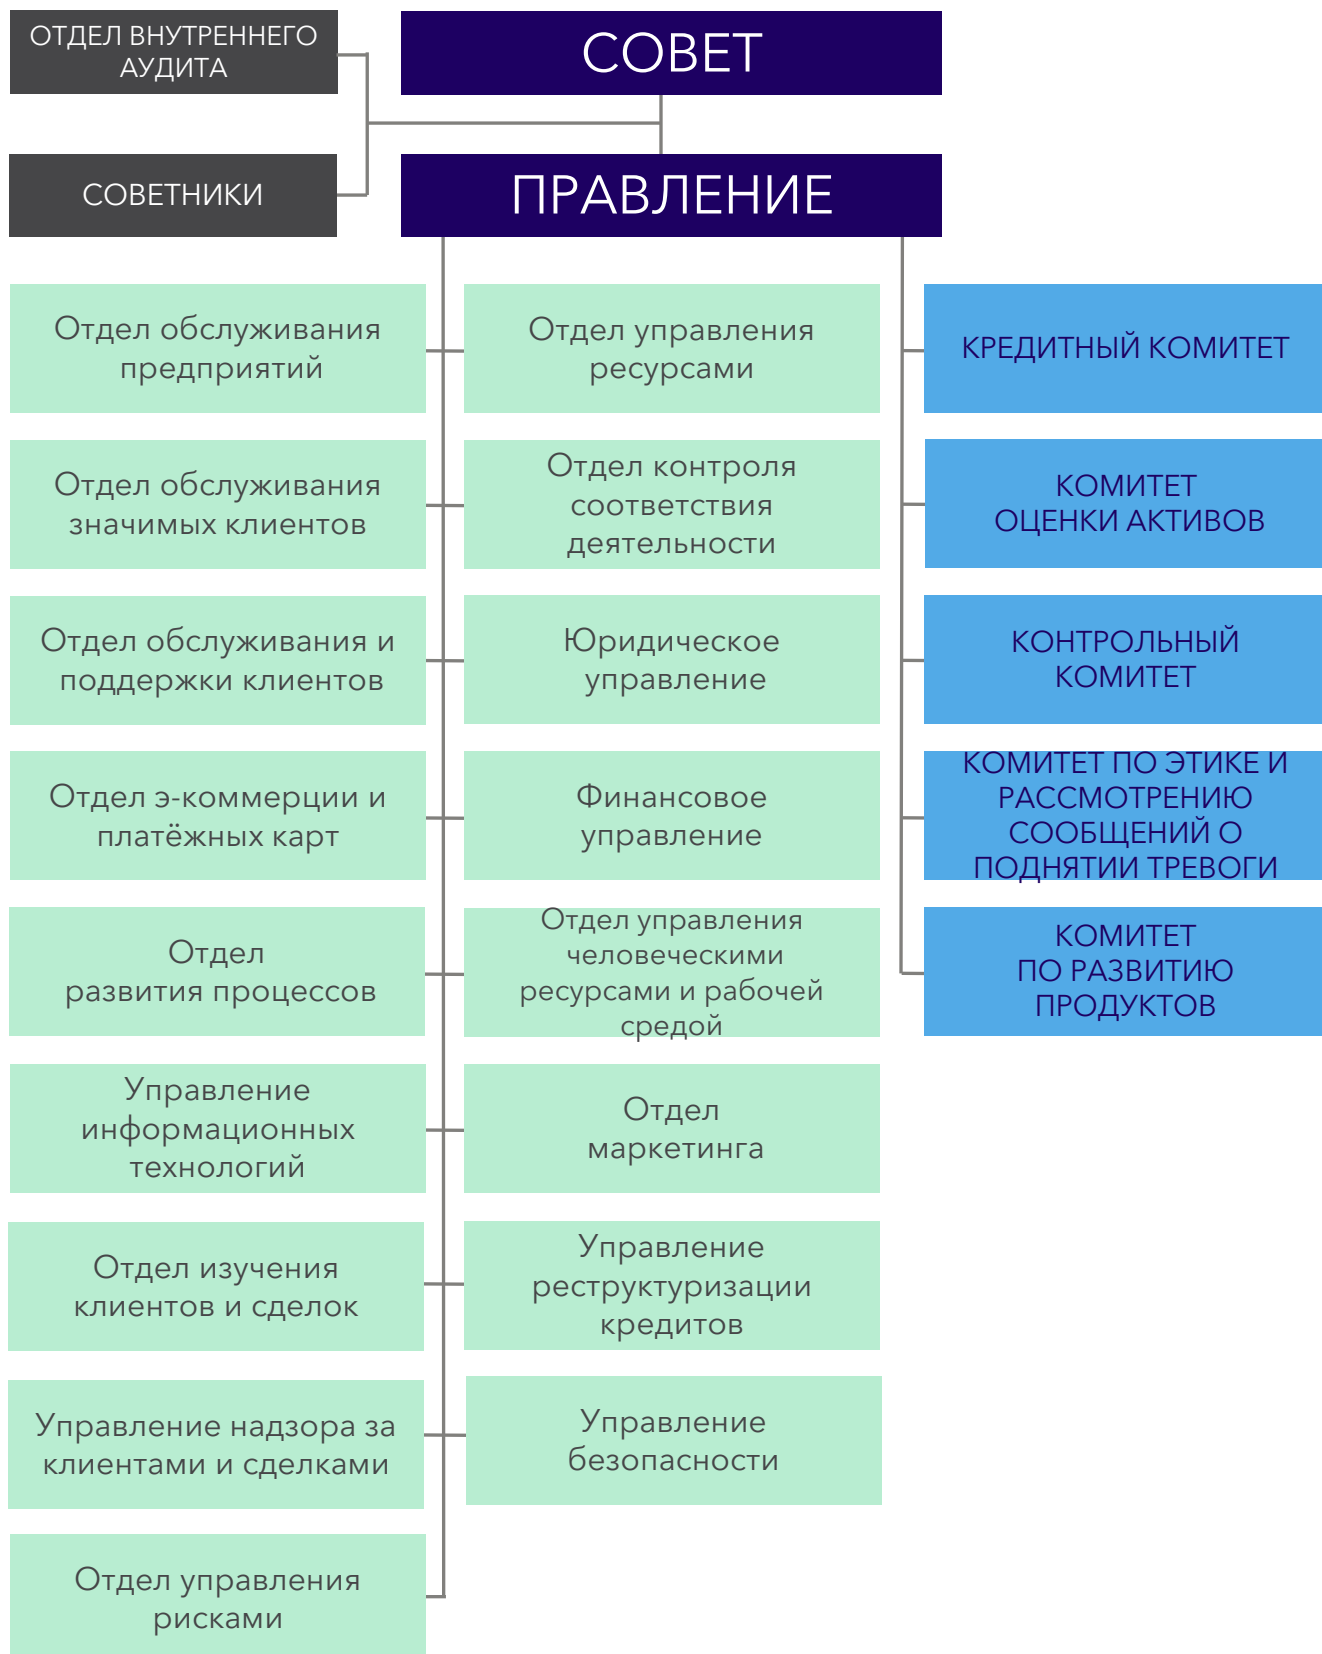 ОТДЕЛ ВНУТРЕННЕГО
АУДИТА
СОВЕТ
СОВЕТНИКИ
ПРАВЛЕНИЕ
Отдел обслуживания
предприятий
Отдел управления
ресурсами
КРЕДИТНЫЙ КОМИТЕТ
Отдел обслуживания
значимых клиентов
Отдел контроля
соответствия
деятельности
КОМИТЕТ
ОЦЕНКИ АКТИВОВ
Отдел обслуживания и
поддержки клиентов
Юридическое
управление
КОНТРОЛЬНЫЙ
КОМИТЕТ
Отдел э-коммерции и
платёжных карт
Финансовое
управление
КОМИТЕТ ПО ЭТИКЕ И
РАССМОТРЕНИЮ
СООБЩЕНИЙ О
ПОДНЯТИИ ТРЕВОГИ
Отдел
развития процессов
Отдел управления
человеческими
ресурсами и рабочей
средой
КОМИТЕТ
ПО РАЗВИТИЮ
ПРОДУКТОВ
Управление
информационных
технологий
Отдел
маркетинга
Отдел изучения
клиентов и сделок
Управление
реструктуризации
кредитов
Управление надзора за
клиентами и сделками
Управление
безопасности
Отдел управления
рисками